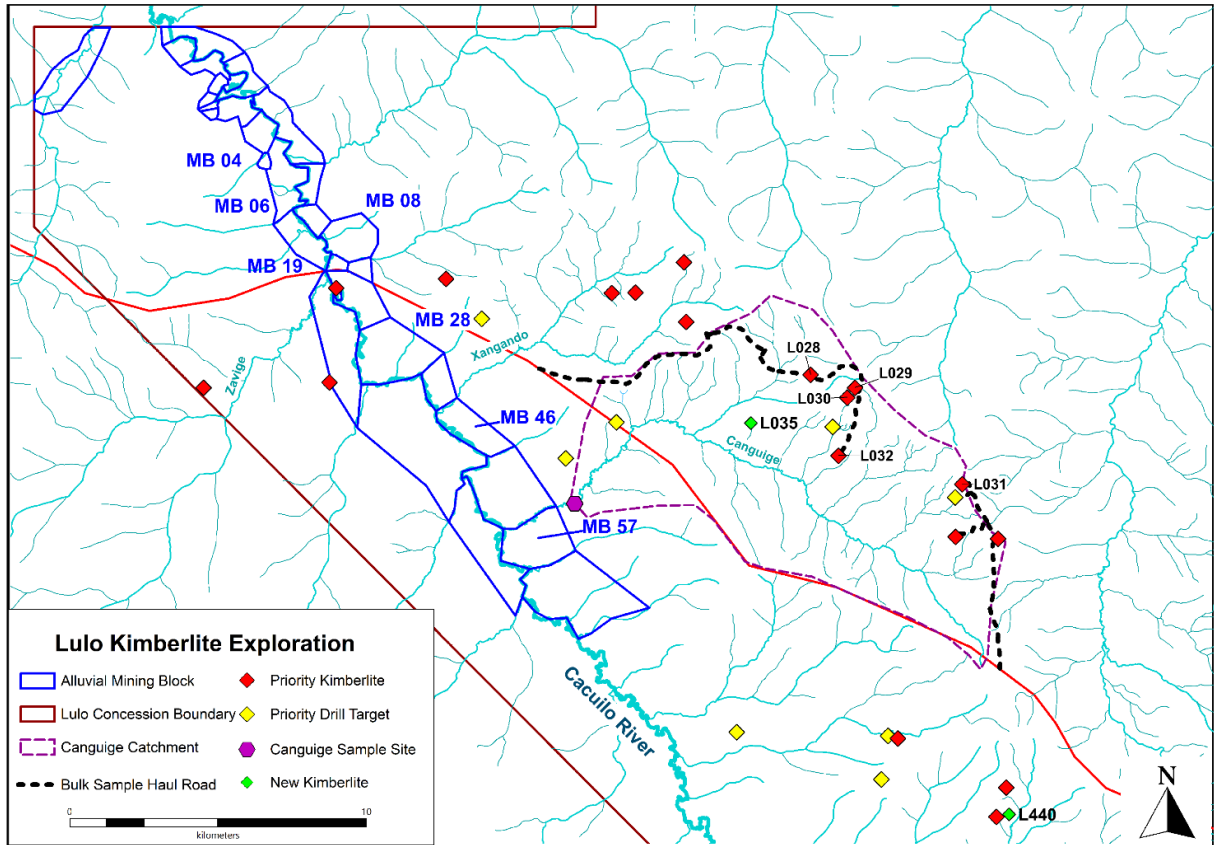 MB 04
MB 06
MB 08
MB 19
MB 28
Xangando
Zavige
L028
L029
L030
MB 46
L035
Canguige
L032
L031
MB 57
Cacuilo River
Lulo Kimberlite Exploration
Alluvial Mining Block
Priority Kimberlite
Lulo Concession Boundary
Priority Drill Target
Canguige Catchment
Canguige Sample Site
Bulk Sample Haul Road
New Kimberlite
0 10
kilometers
N
L440